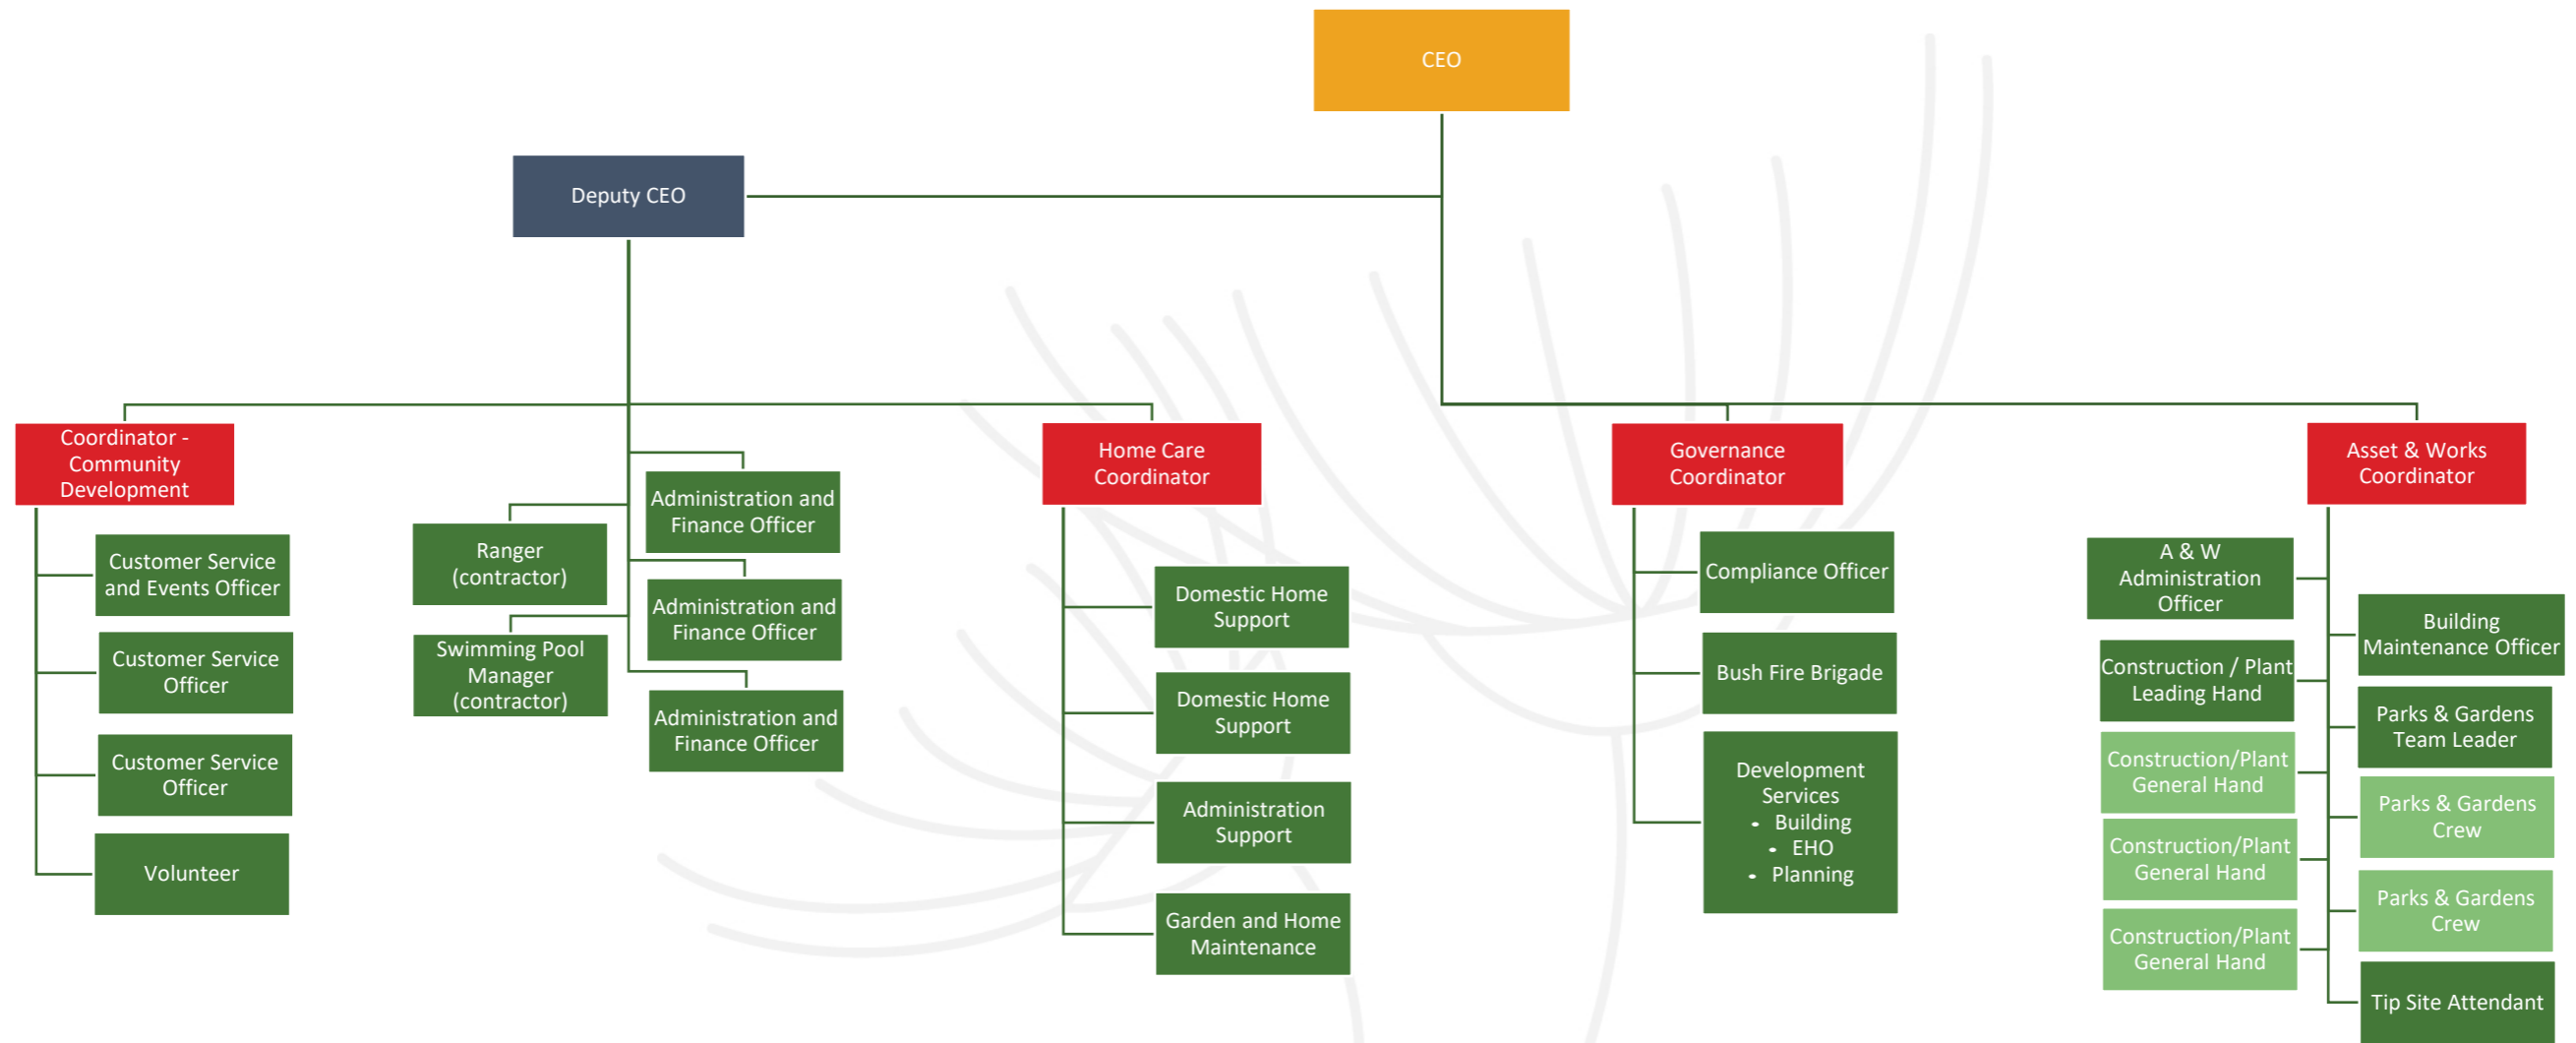 CEO
Deputy CEO
Coordinator -
Community
Development
Customer Service
and Events Officer
Customer Service
Officer
Customer Service
Officer
Volunteer
Ranger
(contractor)
Swimming Pool
Manager
(contractor)
Administration and
Finance Officer
Administration and
Finance Officer
Administration and
Finance Officer
Home Care
Coordinator
Domestic Home
Support
Domestic Home
Support
Administration
Support
Garden and Home
Maintenance
Governance
Coordinator
Compliance Officer
Bush Fire Brigade
Development
Services
• Building
• EHO
• Planning
Asset & Works
Coordinator
A & W
Administration
Officer
Construction / Plant
Leading Hand
Construction/Plant
General Hand
Construction/Plant
General Hand
Construction/Plant
General Hand
Building
Maintenance Officer
Parks & Gardens
Team Leader
Parks & Gardens
Crew
Parks & Gardens
Crew
Tip Site Attendant